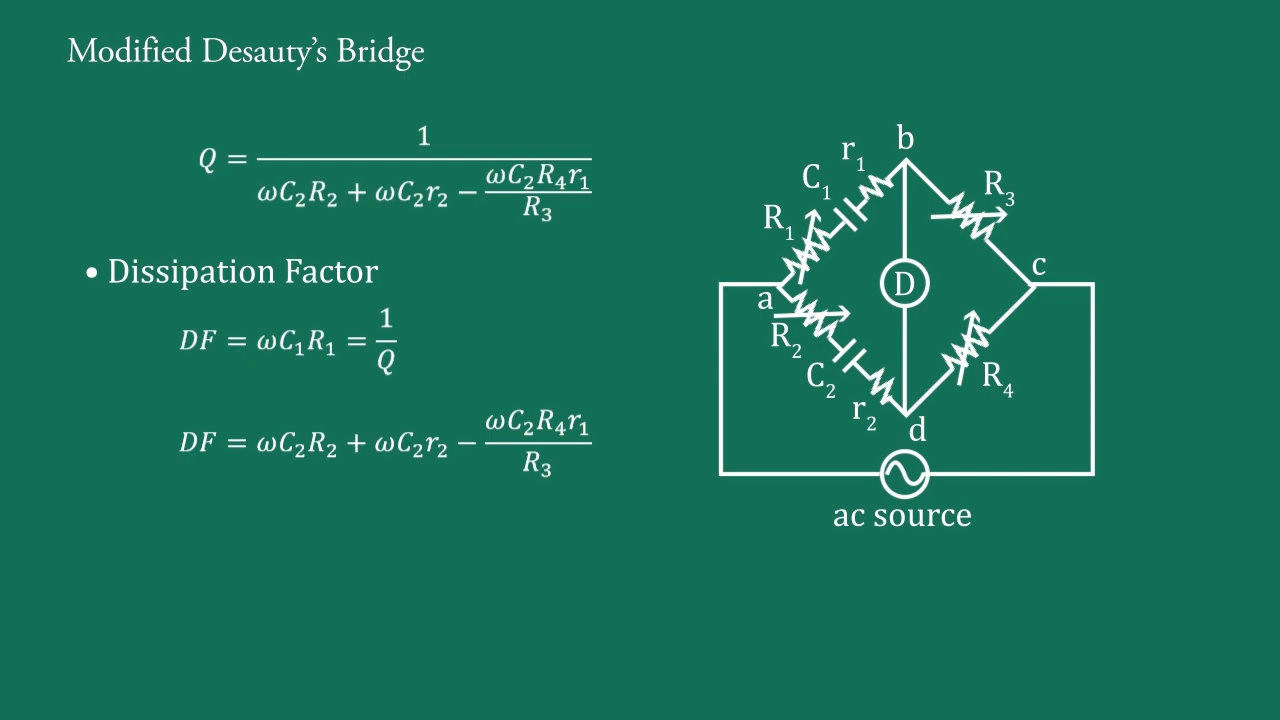 Modified Desauty's Bridge
Q = 1 / (ωC₂R₂ + ωC₂r₂ − ωC₂R₄r₁ / R₃)
• Dissipation Factor
DF = ωC₁R₁ = 1 / Q
DF = ωC₂R₂ + ωC₂r₂ − ωC₂R₄r₁ / R₃
b
r₁
C₁
R₁
R₃
a
D
c
R₂
C₂
r₂
R₄
d
ac source